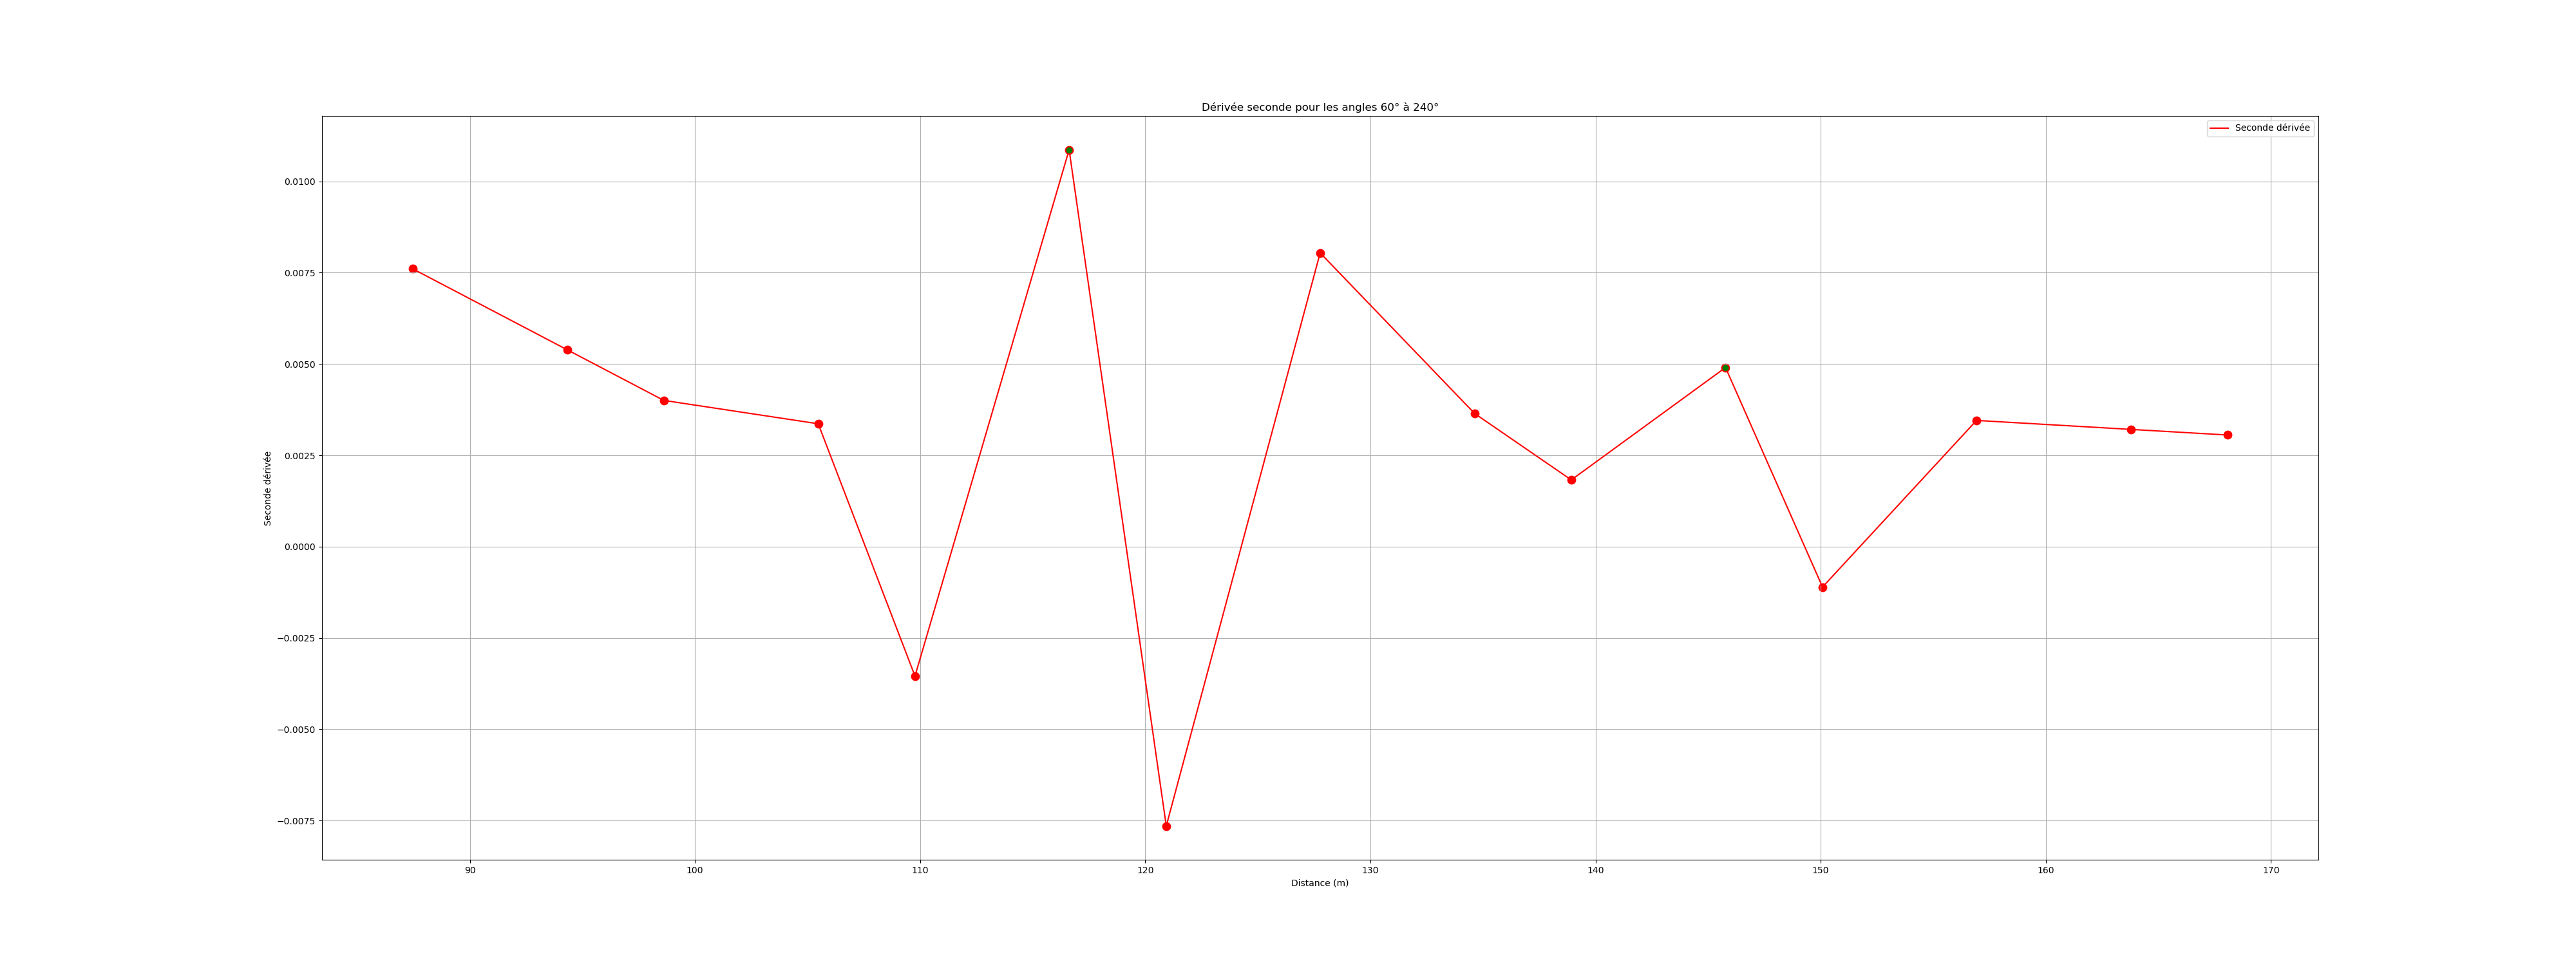 Dérivée seconde pour les angles 60° à 240°
Seconde dérivée
0.0100
0.0075
0.0050
0.0025
0.0000
−0.0025
−0.0050
−0.0075
Seconde dérivée
90 100 110 120 130 140 150 160 170
Distance (m)